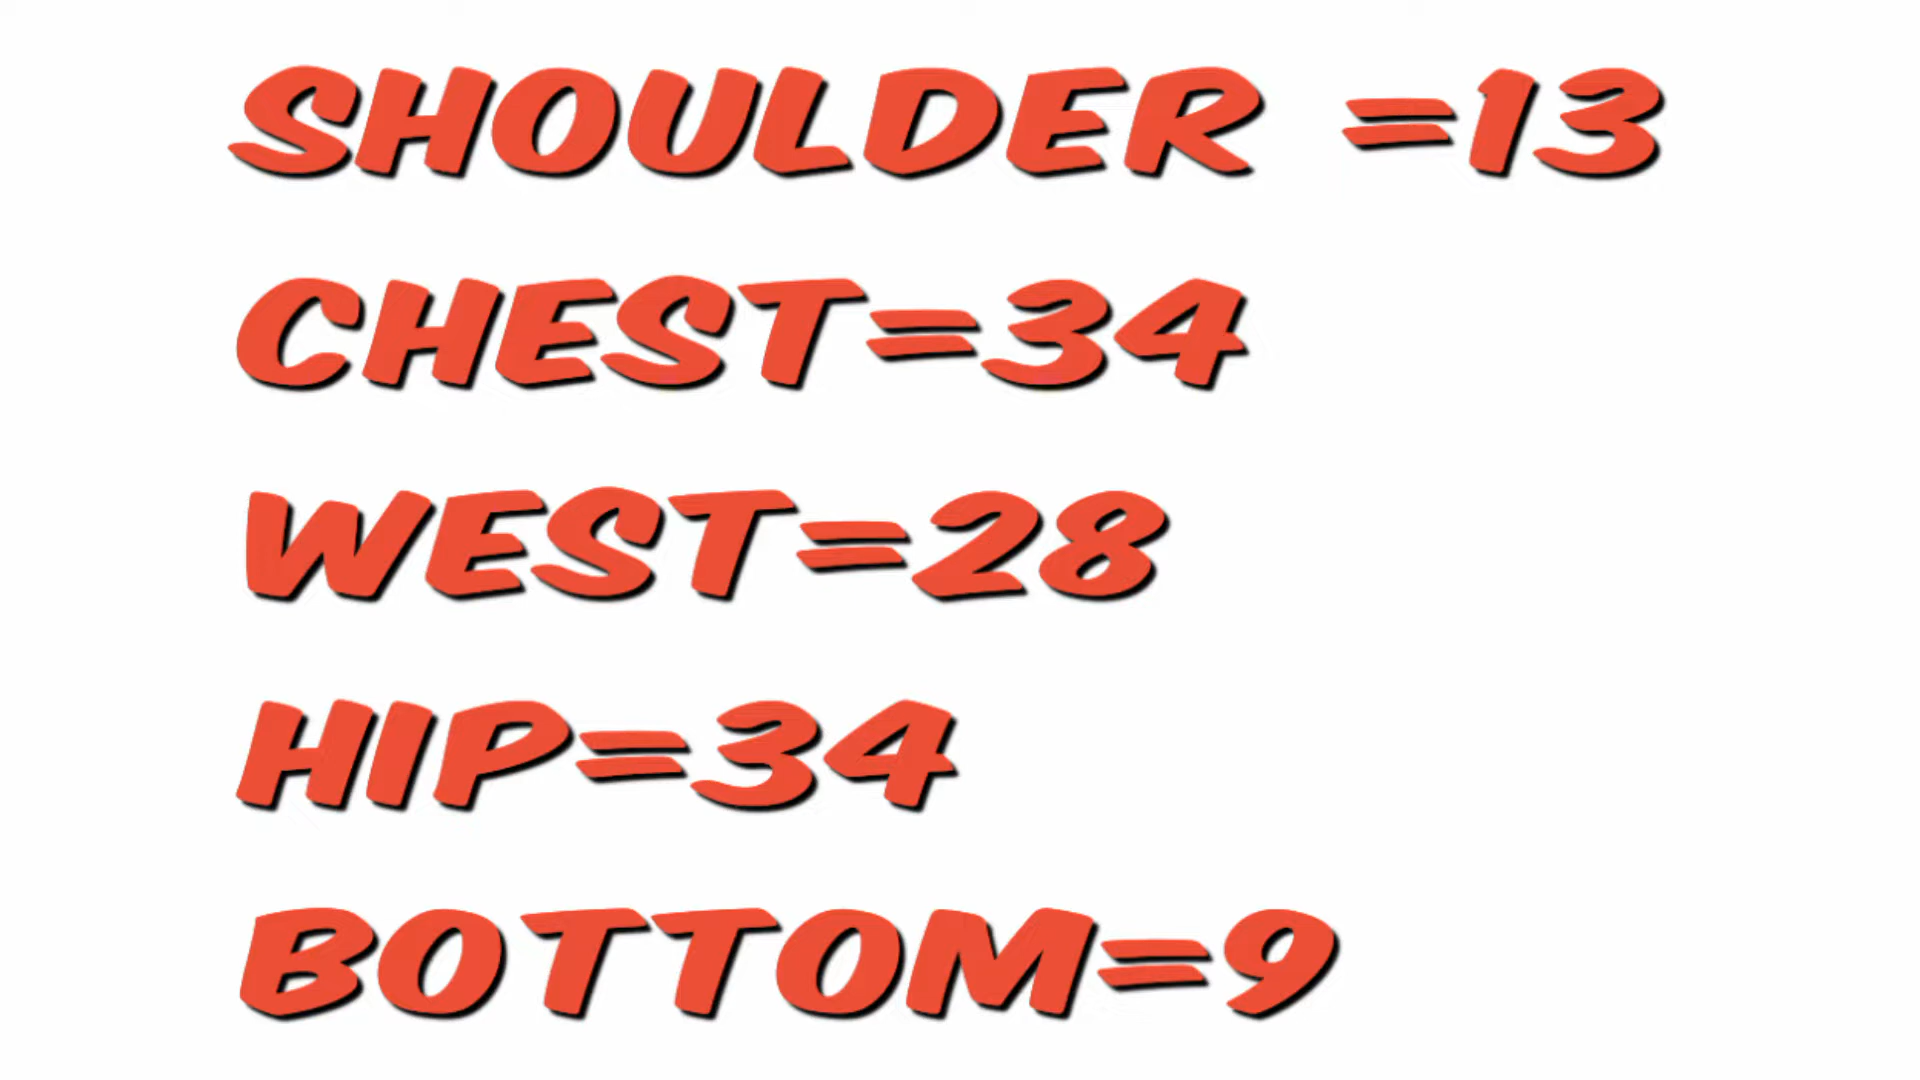 SHOULDER =13
CHEST=34
WEST=28
HIP=34
BOTTOM=9